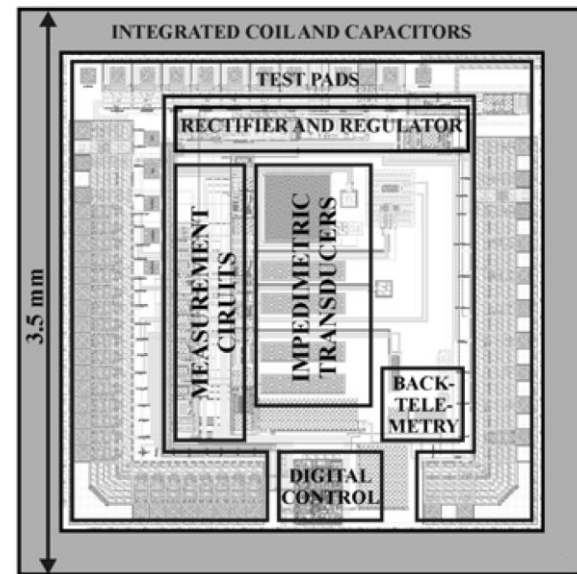 INTEGRATED COIL AND CAPACITORS
TEST PADS
RECTIFIER AND REGULATOR
3.5 mm
MEASUREMENT
CIRUITS
IMPEDIMETRIC
TRANSDUCERS
BACK-
TELE-
METRY
DIGITAL
CONTROL